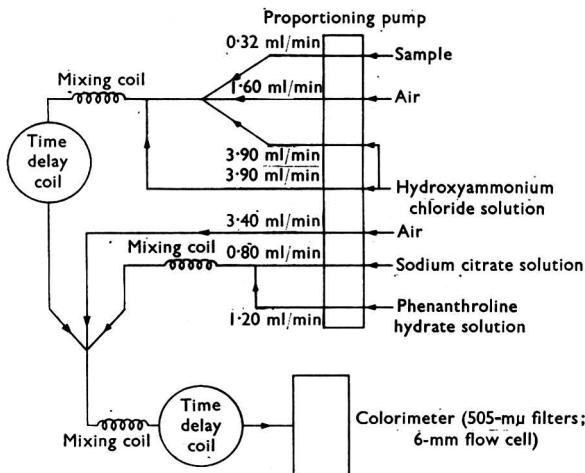 Proportioning pump
0·32 ml/min
Sample
Mixing coil
1·60 ml/min
Air
Time
delay
coil
3·90 ml/min
3·90 ml/min
Hydroxyammonium
chloride solution
3·40 ml/min
Air
Mixing coil
0·80 ml/min
Sodium citrate solution
Phenanthroline
hydrate solution
1·20 ml/min
Time
delay
coil
Mixing coil
Colorimeter (505-mμ filters;
6-mm flow cell)